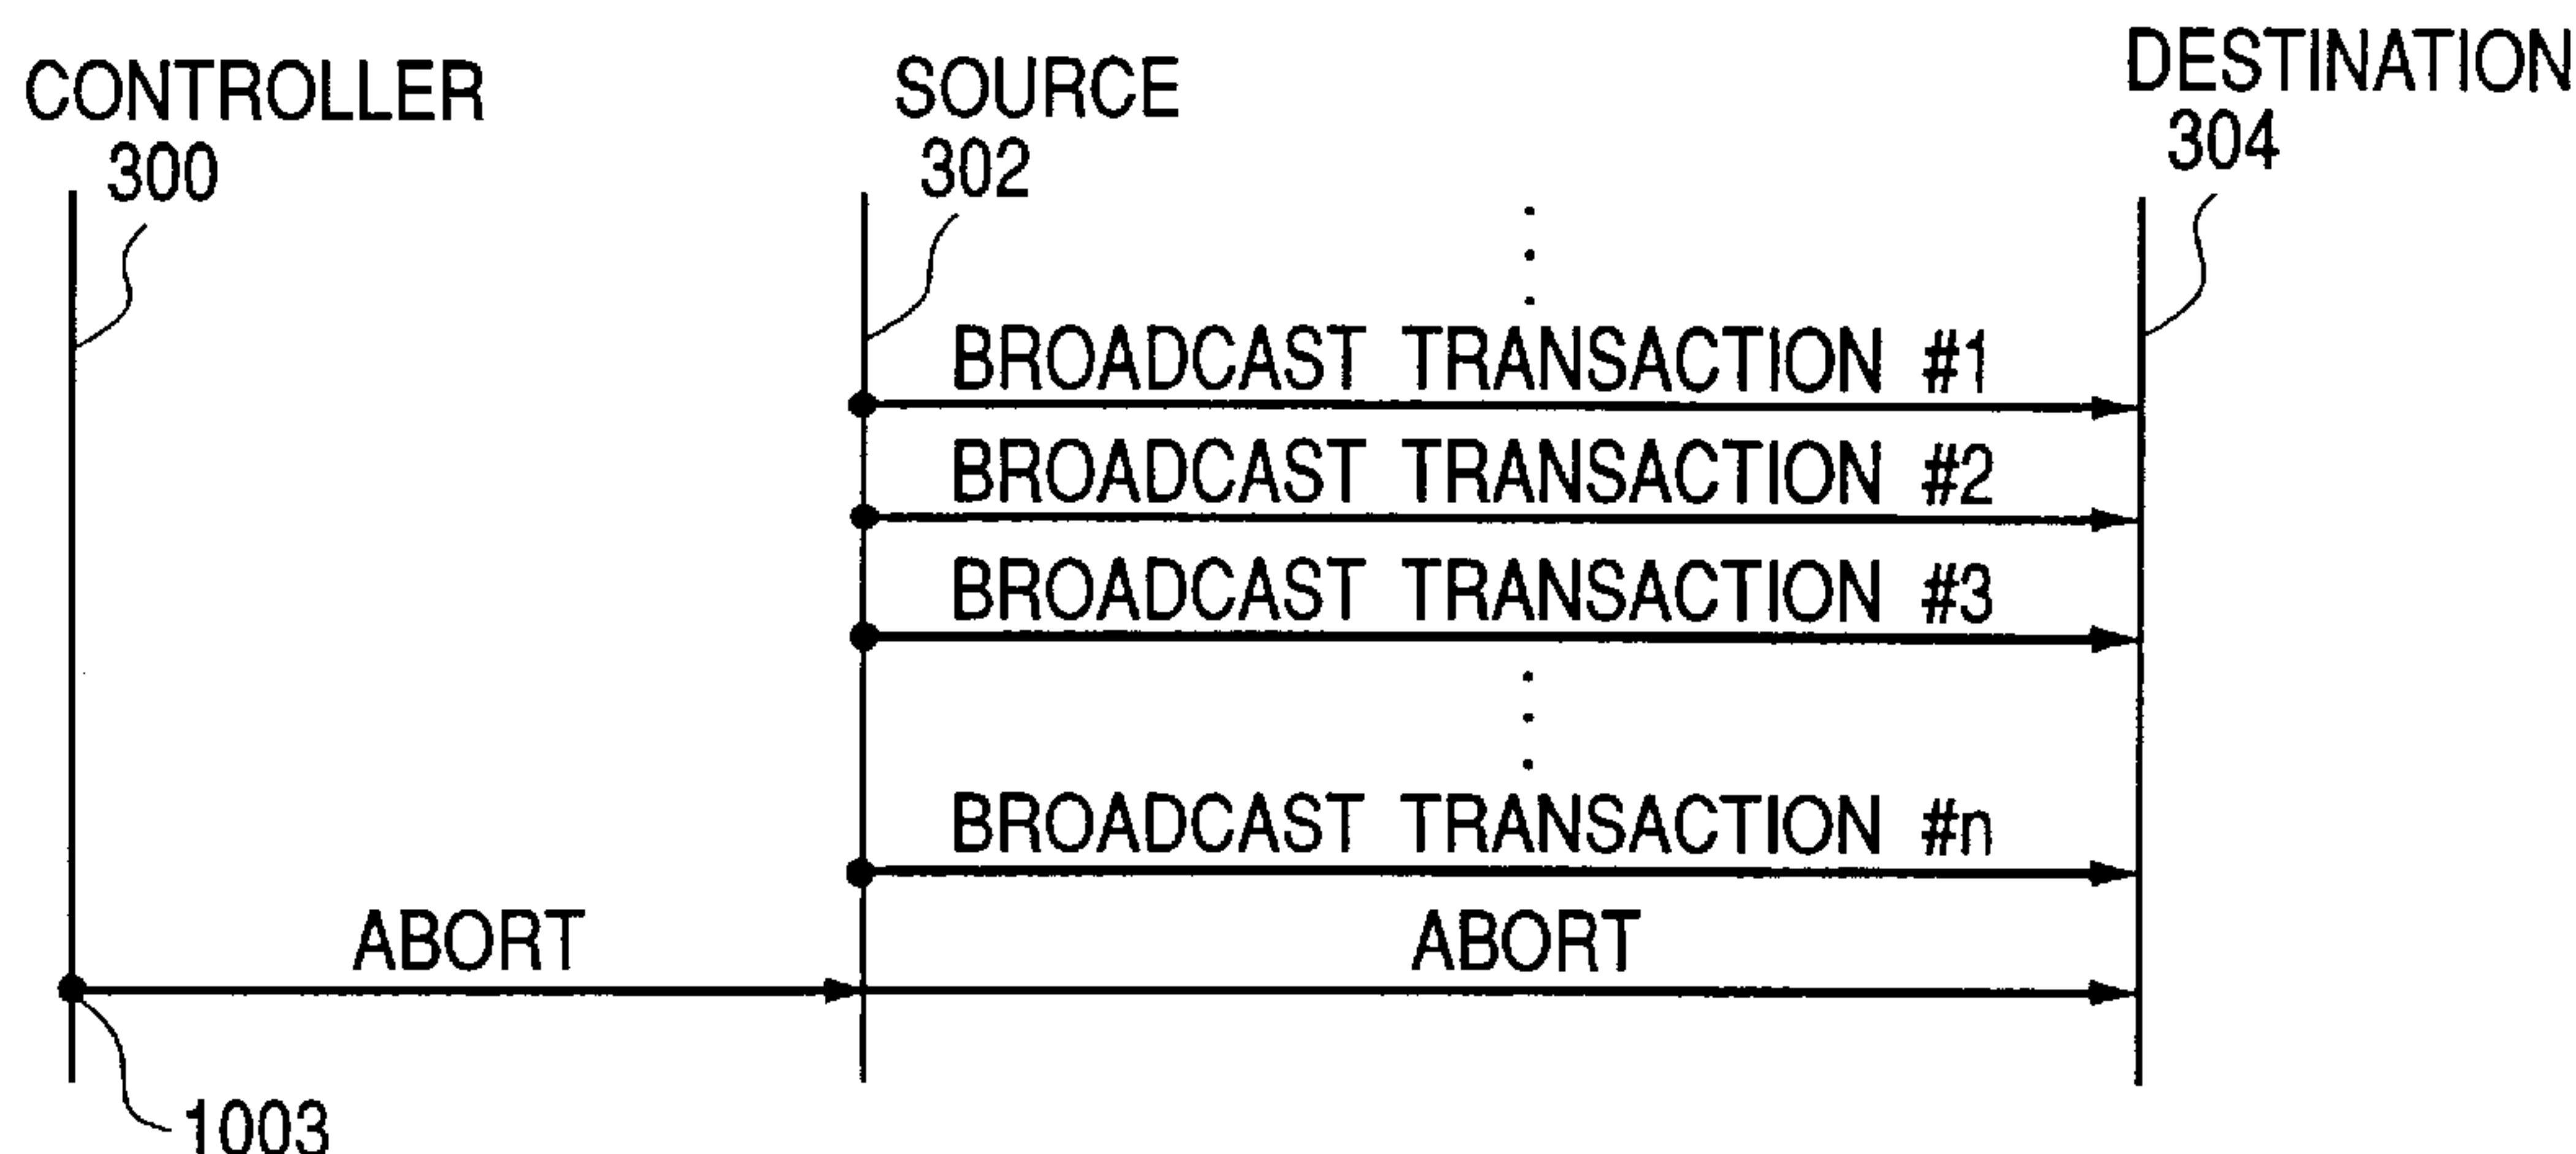 CONTROLLER
300
SOURCE
302
DESTINATION
304
BROADCAST TRANSACTION #1
BROADCAST TRANSACTION #2
BROADCAST TRANSACTION #3
BROADCAST TRANSACTION #n
ABORT
ABORT
1003